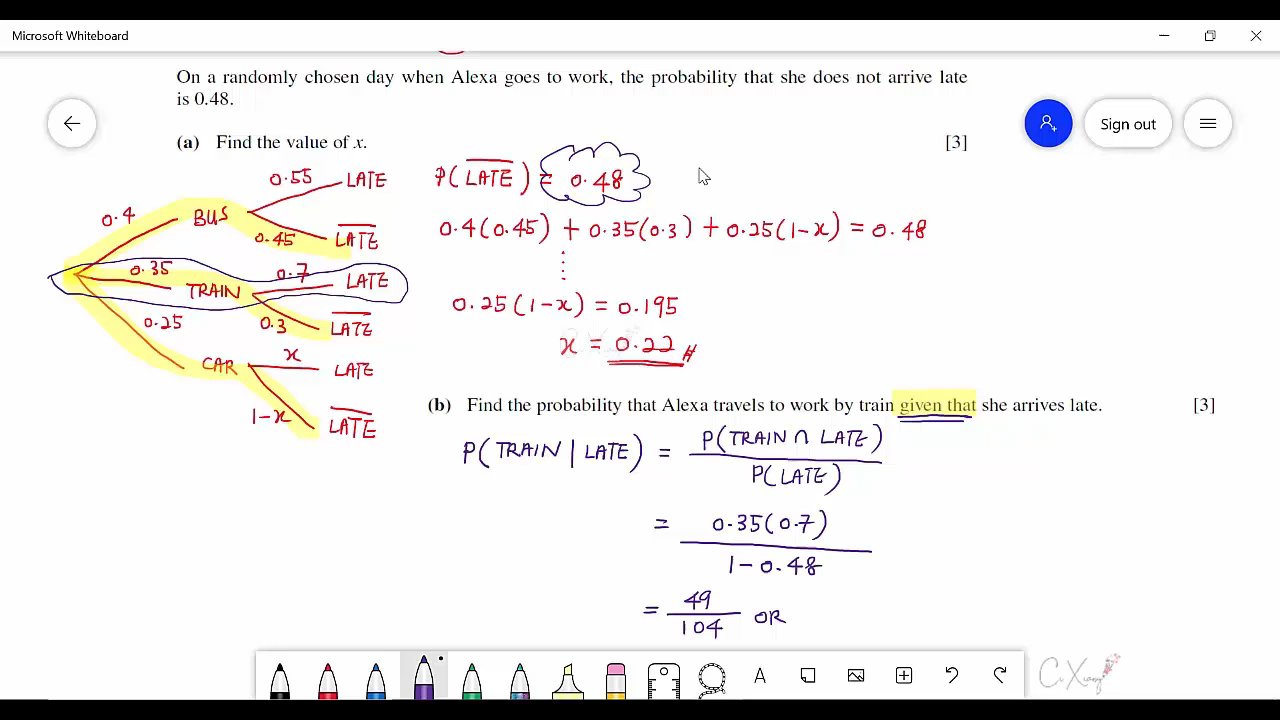 Microsoft Whiteboard
On a randomly chosen day when Alexa goes to work, the probability that she does not arrive late
is 0.48.
Sign out
(a) Find the value of x.
[3]
0.4 BUS 0.55 LATE
0.45 L̅A̅T̅E̅
0.35 TRAIN 0.7 LATE
0.3 L̅A̅T̅E̅
0.25 CAR x LATE
1-x L̅A̅T̅E̅
P(L̅A̅T̅E̅) = 0.48
0.4(0.45) + 0.35(0.3) + 0.25(1-x) = 0.48
0.25(1-x) = 0.195
x = 0.22 //
(b) Find the probability that Alexa travels to work by train given that she arrives late.
[3]
P(TRAIN | LATE) = P(TRAIN ∩ LATE)
P(LATE)
= 0.35(0.7)
1-0.48
= 49
104 OR
A
Ci Xiang